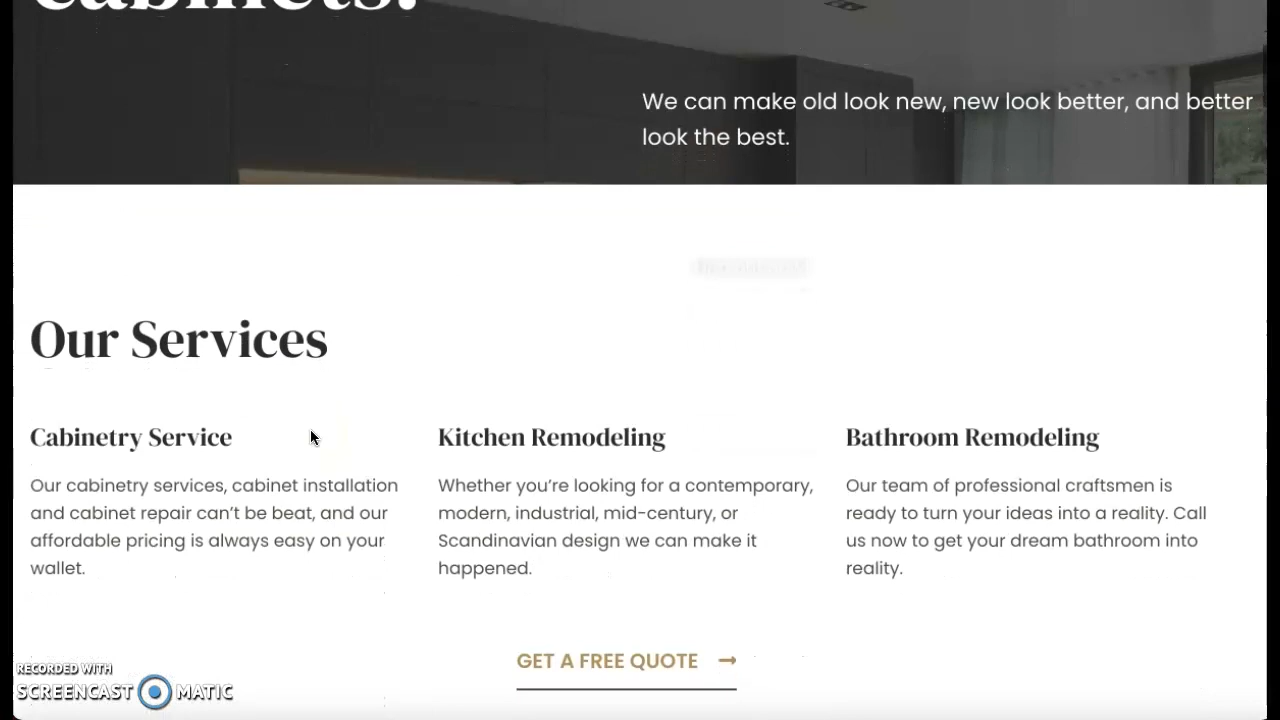 cabinets.
We can make old look new, new look better, and better
look the best.
Our Services
Cabinetry Service
Our cabinetry services, cabinet installation
and cabinet repair can’t be beat, and our
affordable pricing is always easy on your
wallet.
Kitchen Remodeling
Whether you’re looking for a contemporary,
modern, industrial, mid-century, or
Scandinavian design we can make it
happened.
Bathroom Remodeling
Our team of professional craftsmen is
ready to turn your ideas into a reality. Call
us now to get your dream bathroom into
reality.
GET A FREE QUOTE
RECORDED WITH
SCREENCAST MATIC